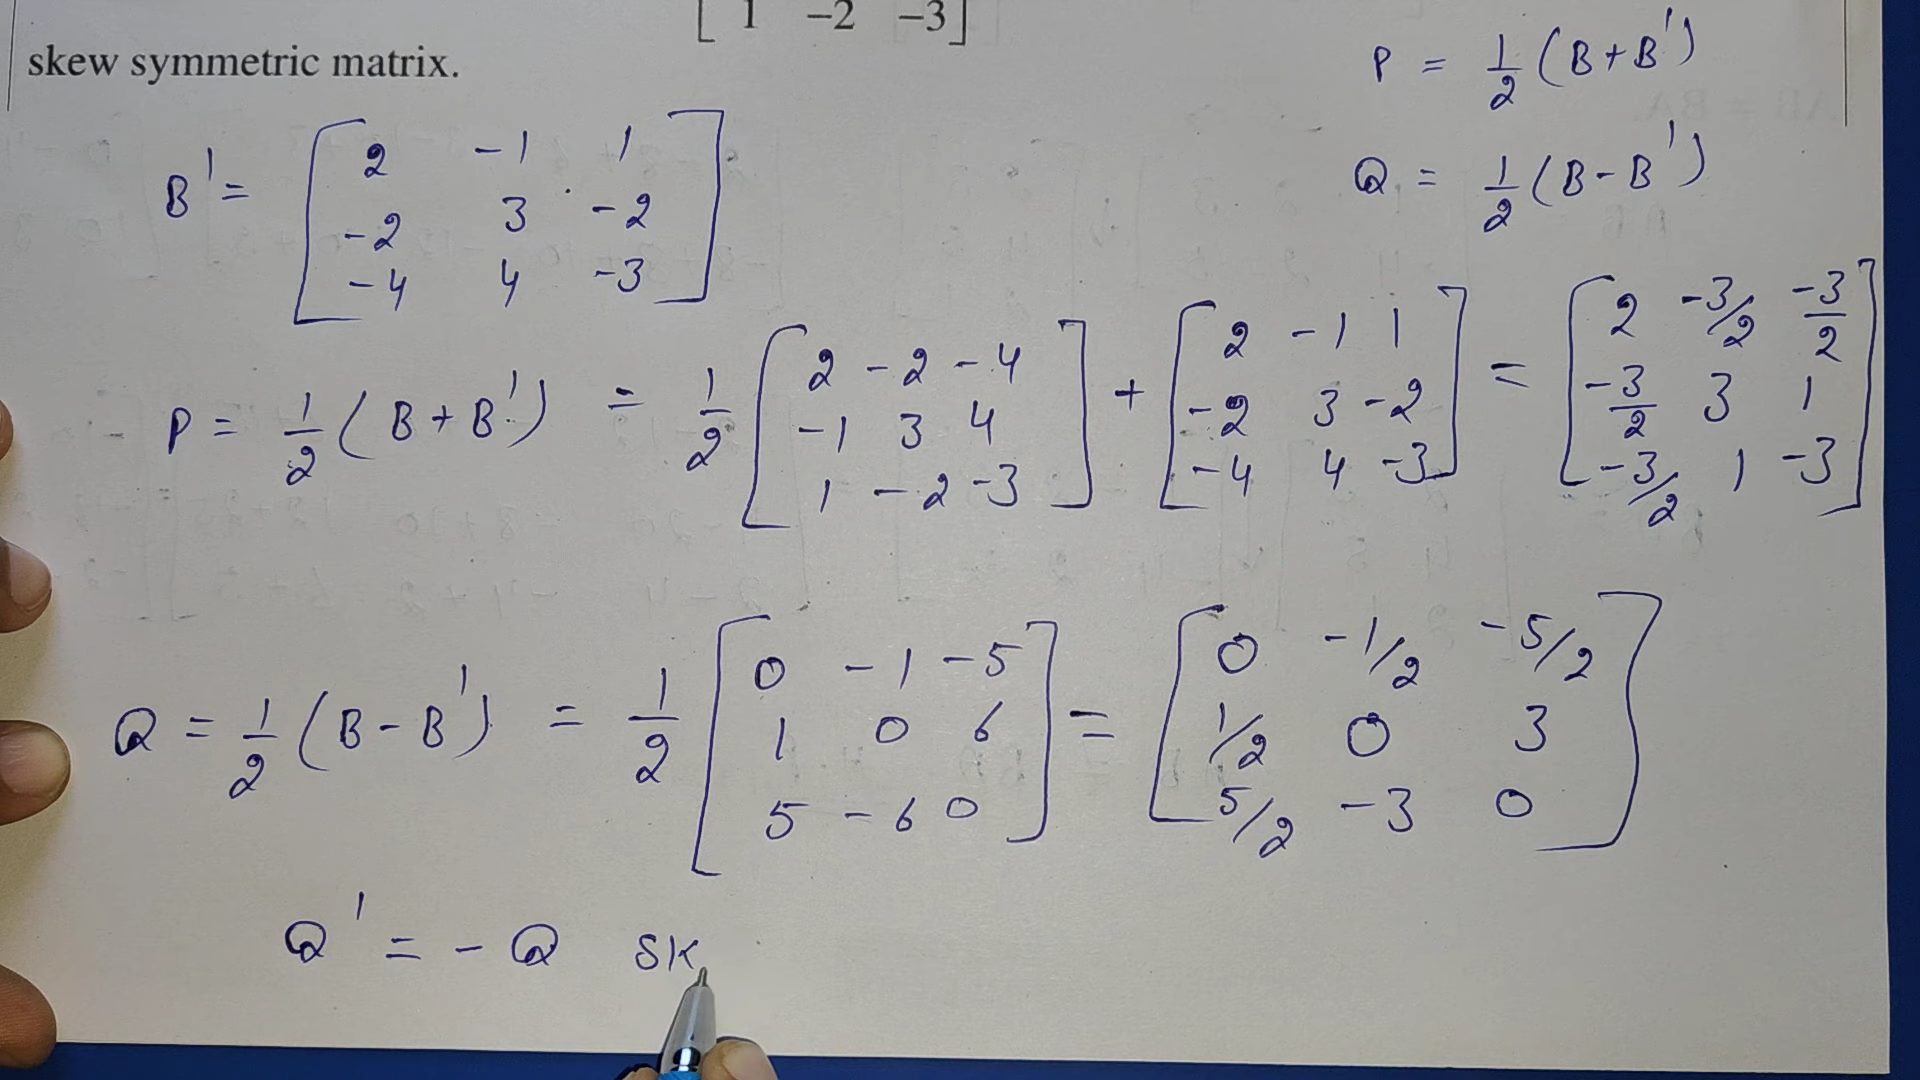 [ 1 −2 −3 ]
skew symmetric matrix.
P = 1/2 (B + B')
Q = 1/2 (B - B')
B' = [ 2 -1 1
-2 3 -2
-4 4 -3 ]
P = 1/2 ( B + B' ) = 1/2 [ 2 -2 -4
-1 3 4
1 -2 -3 ] + [ 2 -1 1
-2 3 -2
-4 4 -3 ] = [ 2 -3/2 -3/2
-3/2 3 1
-3/2 1 -3 ]
Q = 1/2 ( B - B' ) = 1/2 [ 0 -1 -5
1 0 6
5 -6 0 ] = [ 0 -1/2 -5/2
1/2 0 3
5/2 -3 0 ]
Q' = - Q SK